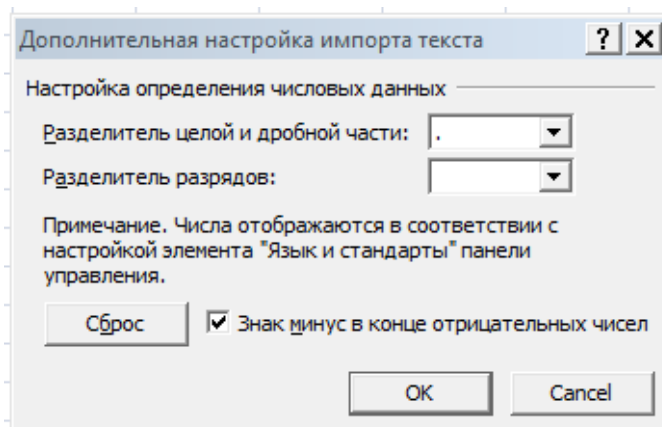 Дополнительная настройка импорта текста ? X
Настройка определения числовых данных
Разделитель целой и дробной части: .
Разделитель разрядов:
Примечание. Числа отображаются в соответствии с
настройкой элемента "Язык и стандарты" панели
управления.
Сброс Знак минус в конце отрицательных чисел
OK Cancel